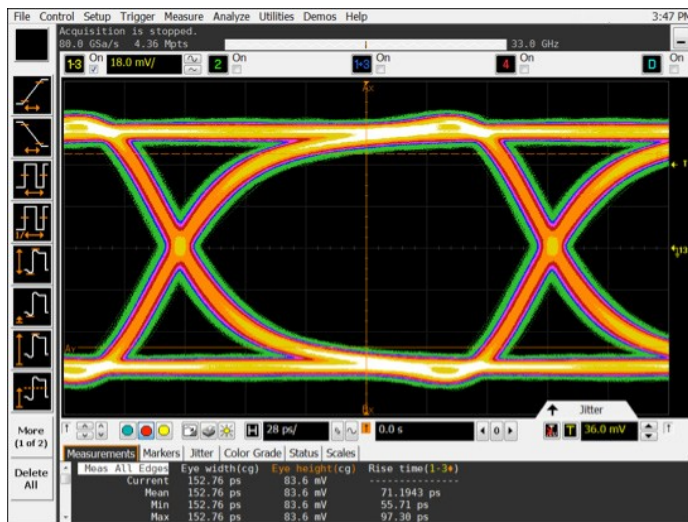 File Control Setup Trigger Measure Analyze Utilities Demos Help 3:47 PM
Acquisition is stopped.
80.0 GSa/s 4.36 Mpts 33.0 GHz
1-3 On 18.0 mV/ 2 On 1+3 On 4 On D On
Ax
T
Ay
Bx
More
(1 of 2)
Delete
All
Jitter
H 28 ps/ 0.0 s 0 T 36.0 mV
Measurements Markers Jitter Color Grade Status Scales
Meas All Edges Eye width(cg) Eye height(cg) Rise time(1-3♦)
Current 152.76 ps 83.6 mV ---------------
Mean 152.76 ps 83.6 mV 71.1943 ps
Min 152.76 ps 83.6 mV 55.71 ps
Max 152.76 ps 83.6 mV 97.30 ps